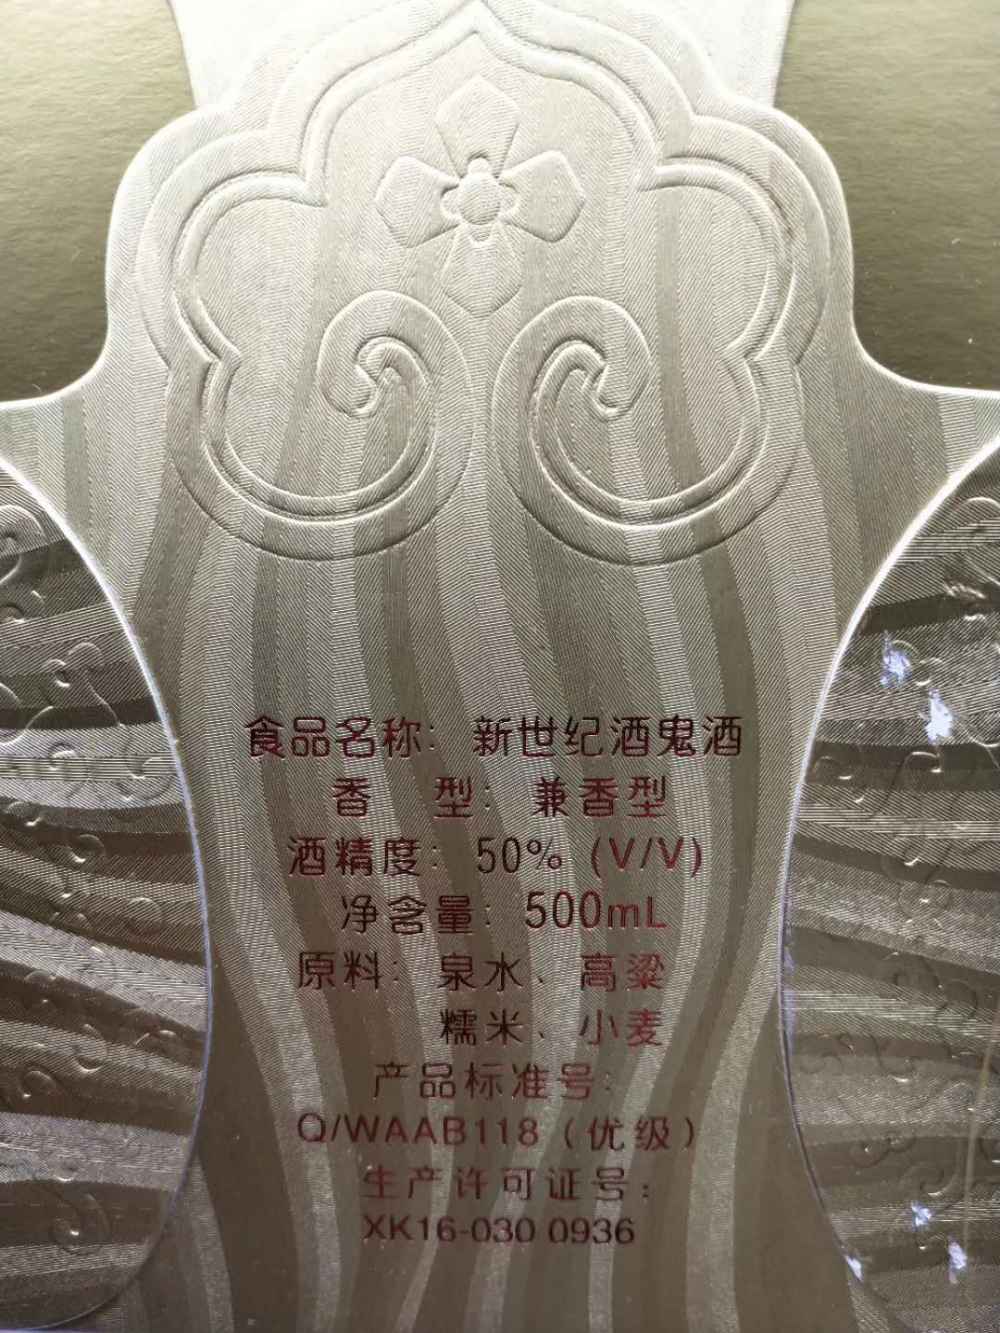 食品名称：新世纪酒鬼酒
香 型：兼香型
酒精度：50%（V/V）
净含量：500mL
原料：泉水、高粱
糯米、小麦
产品标准号：
Q/WAAB118（优级）
生产许可证号：
XK16-030 0936